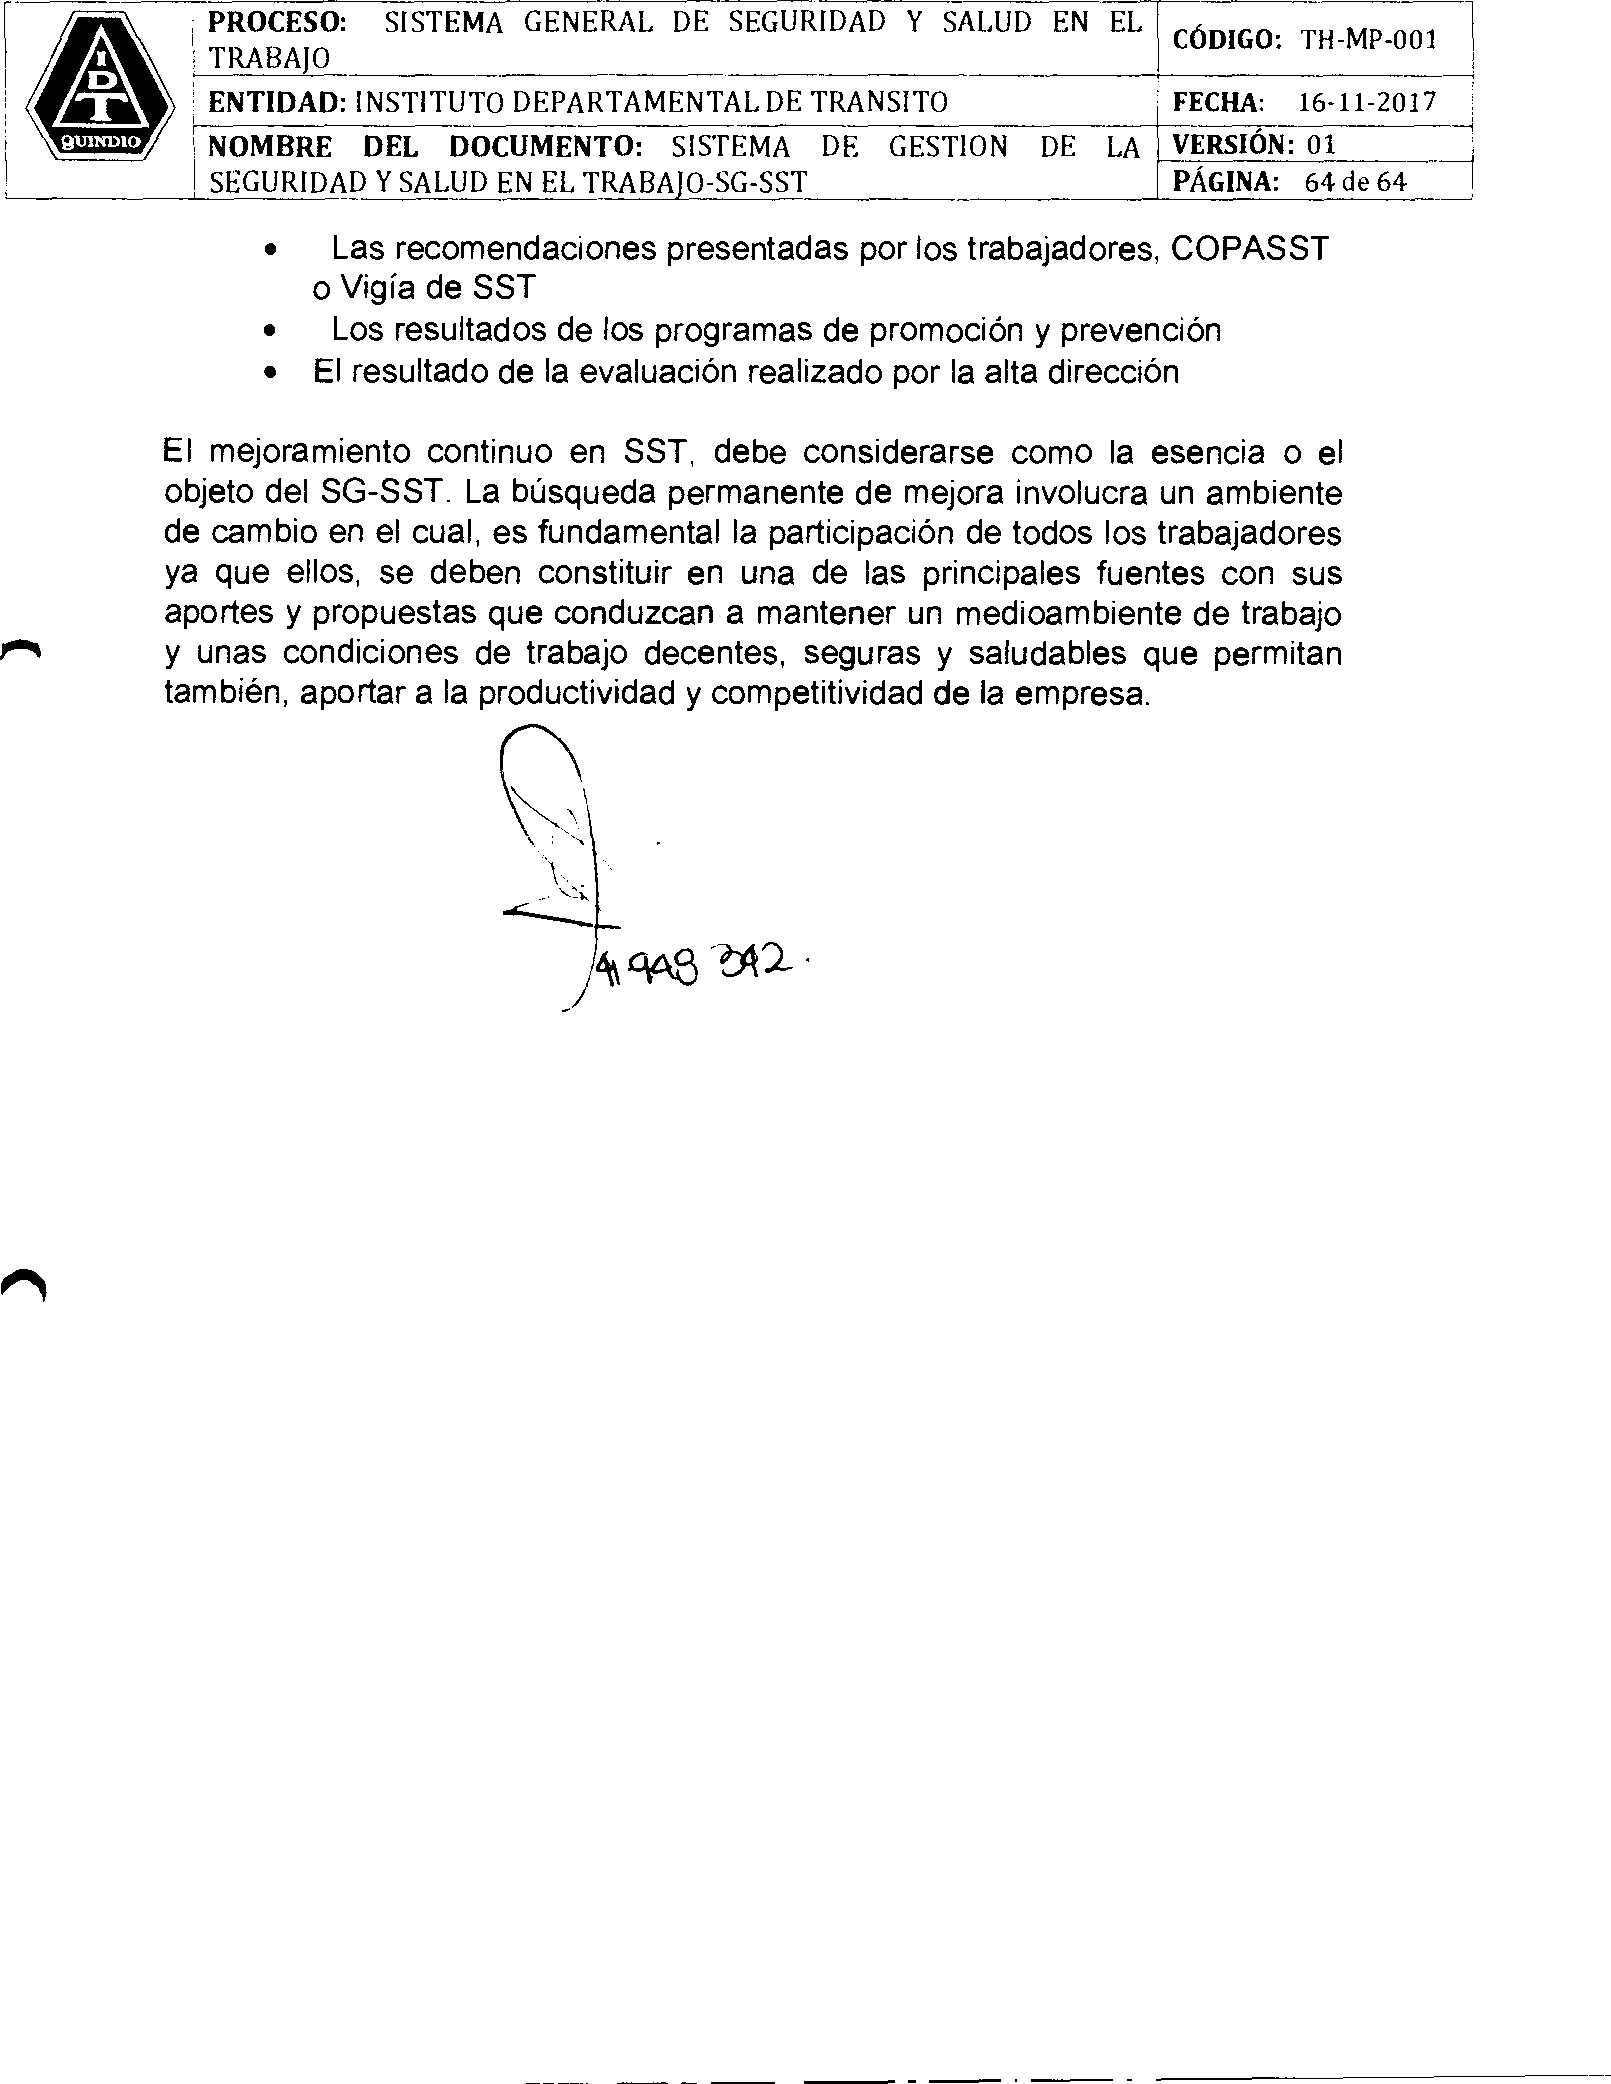 IDT
QUINDIO
PROCESO: SISTEMA GENERAL DE SEGURIDAD Y SALUD EN EL
TRABAJO
CÓDIGO: TH-MP-001
ENTIDAD: INSTITUTO DEPARTAMENTAL DE TRANSITO
FECHA: 16-11-2017
NOMBRE DEL DOCUMENTO: SISTEMA DE GESTION DE LA
SEGURIDAD Y SALUD EN EL TRABAJO-SG-SST
VERSIÓN: 01
PÁGINA: 64 de 64
• Las recomendaciones presentadas por los trabajadores, COPASST
o Vigía de SST
• Los resultados de los programas de promoción y prevención
• El resultado de la evaluación realizado por la alta dirección
El mejoramiento continuo en SST, debe considerarse como la esencia o el
objeto del SG-SST. La búsqueda permanente de mejora involucra un ambiente
de cambio en el cual, es fundamental la participación de todos los trabajadores
ya que ellos, se deben constituir en una de las principales fuentes con sus
aportes y propuestas que conduzcan a mantener un medioambiente de trabajo
y unas condiciones de trabajo decentes, seguras y saludables que permitan
también, aportar a la productividad y competitividad de la empresa.